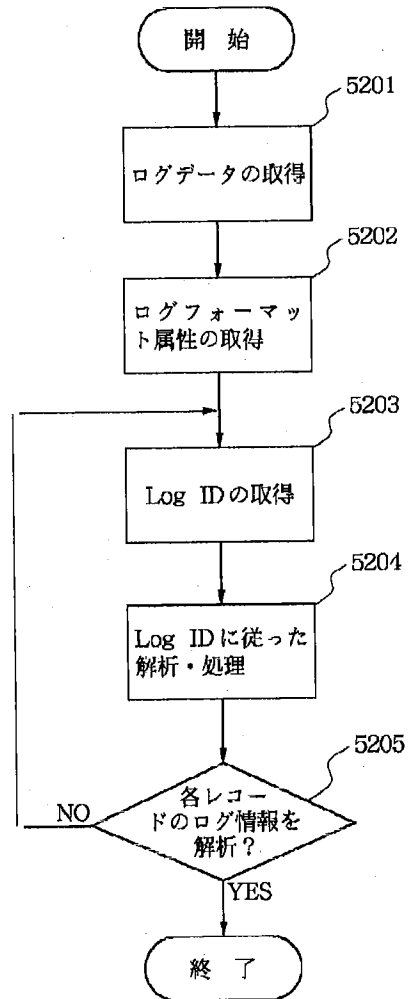 開 始
5201
ログデータの取得
5202
ログフォーマッ
ト属性の取得
5203
Log IDの取得
5204
Log IDに従った
解析・処理
5205
各レコー
ドのログ情報を
解析？
NO
YES
終 了